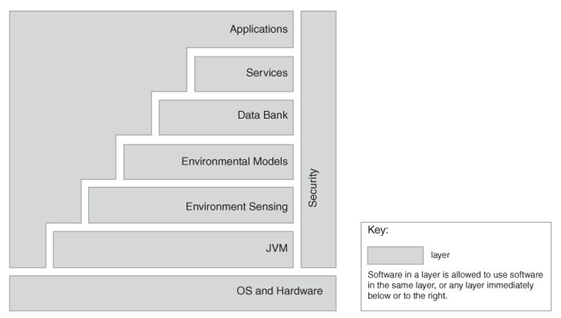 Applications
Services
Data Bank
Environmental Models
Environment Sensing
JVM
Security
OS and Hardware
Key:
layer
Software in a layer is allowed to use software
in the same layer, or any layer immediately
below or to the right.